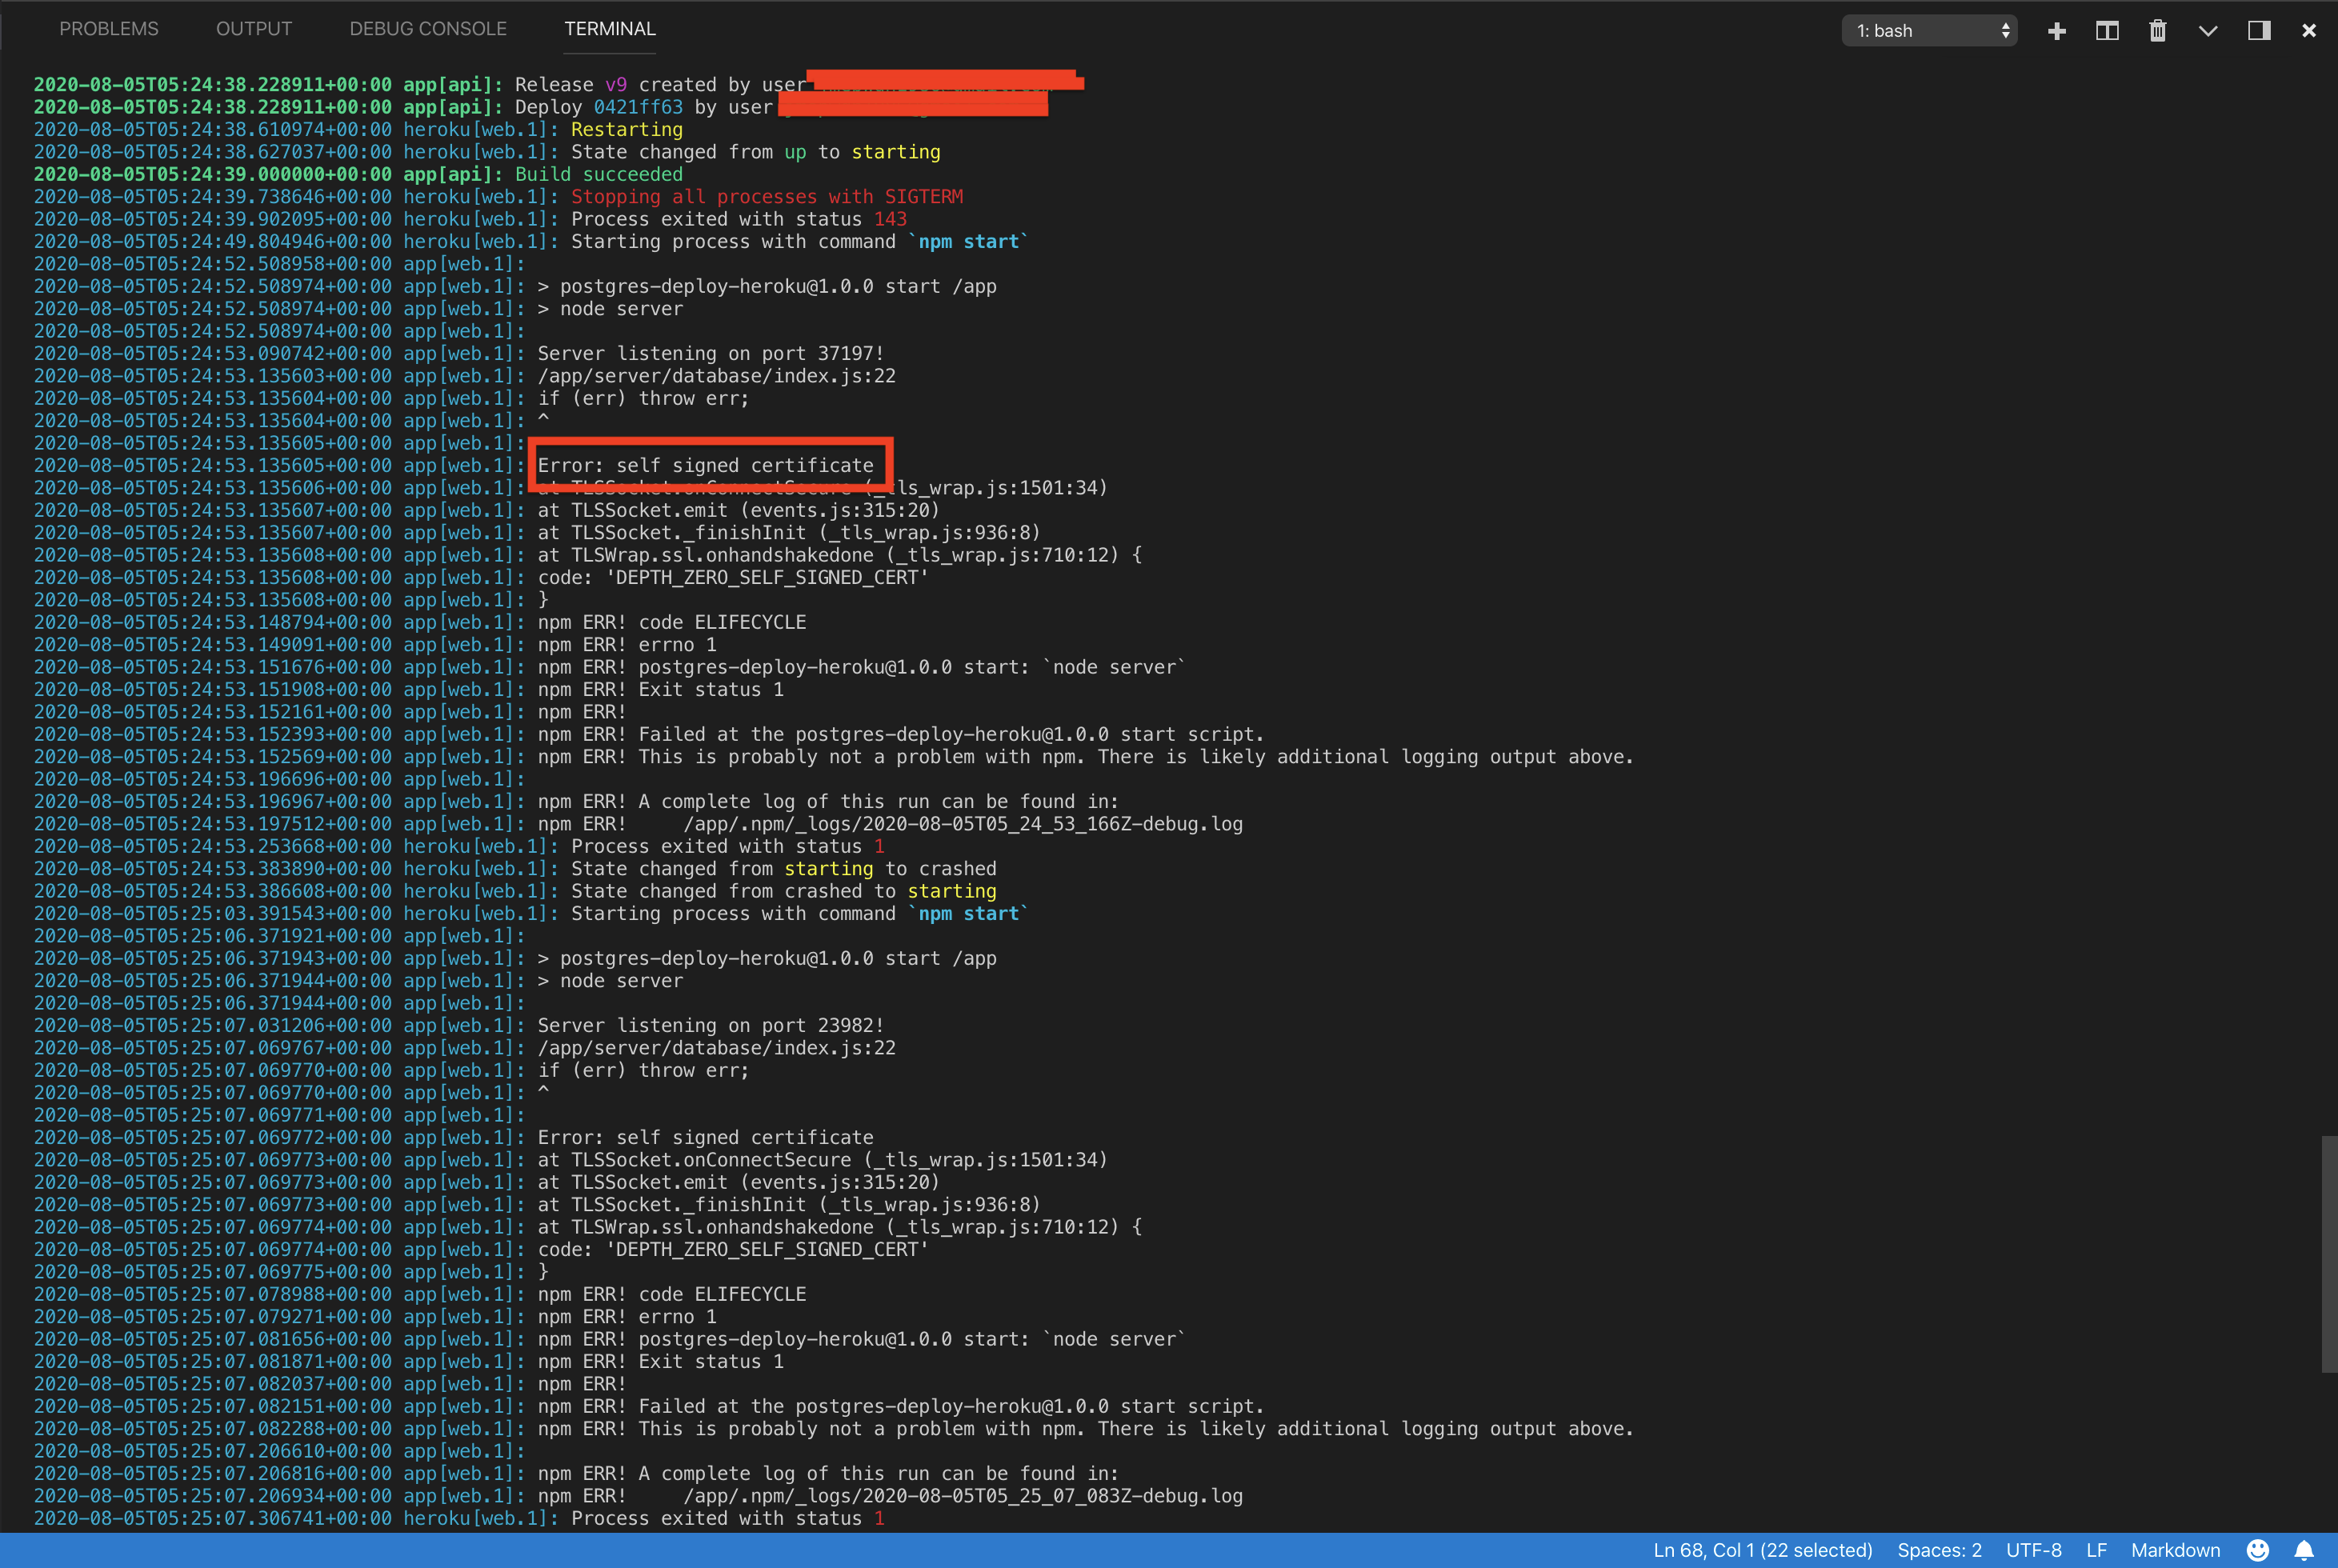 PROBLEMS OUTPUT DEBUG CONSOLE TERMINAL 1: bash
2020-08-05T05:24:38.228911+00:00 app[api]: Release v9 created by user
2020-08-05T05:24:38.228911+00:00 app[api]: Deploy 0421ff63 by user
2020-08-05T05:24:38.610974+00:00 heroku[web.1]: Restarting
2020-08-05T05:24:38.627037+00:00 heroku[web.1]: State changed from up to starting
2020-08-05T05:24:39.000000+00:00 app[api]: Build succeeded
2020-08-05T05:24:39.738646+00:00 heroku[web.1]: Stopping all processes with SIGTERM
2020-08-05T05:24:39.902095+00:00 heroku[web.1]: Process exited with status 143
2020-08-05T05:24:49.804946+00:00 heroku[web.1]: Starting process with command `npm start`
2020-08-05T05:24:52.508958+00:00 app[web.1]:
2020-08-05T05:24:52.508974+00:00 app[web.1]: > postgres-deploy-heroku@1.0.0 start /app
2020-08-05T05:24:52.508974+00:00 app[web.1]: > node server
2020-08-05T05:24:52.508974+00:00 app[web.1]:
2020-08-05T05:24:53.090742+00:00 app[web.1]: Server listening on port 37197!
2020-08-05T05:24:53.135603+00:00 app[web.1]: /app/server/database/index.js:22
2020-08-05T05:24:53.135604+00:00 app[web.1]: if (err) throw err;
2020-08-05T05:24:53.135604+00:00 app[web.1]: ^
2020-08-05T05:24:53.135605+00:00 app[web.1]:
2020-08-05T05:24:53.135605+00:00 app[web.1]: Error: self signed certificate
2020-08-05T05:24:53.135606+00:00 app[web.1]: at TLSSocket.onConnectSecure (_tls_wrap.js:1501:34)
2020-08-05T05:24:53.135607+00:00 app[web.1]: at TLSSocket.emit (events.js:315:20)
2020-08-05T05:24:53.135607+00:00 app[web.1]: at TLSSocket._finishInit (_tls_wrap.js:936:8)
2020-08-05T05:24:53.135608+00:00 app[web.1]: at TLSWrap.ssl.onhandshakedone (_tls_wrap.js:710:12) {
2020-08-05T05:24:53.135608+00:00 app[web.1]: code: 'DEPTH_ZERO_SELF_SIGNED_CERT'
2020-08-05T05:24:53.135608+00:00 app[web.1]: }
2020-08-05T05:24:53.148794+00:00 app[web.1]: npm ERR! code ELIFECYCLE
2020-08-05T05:24:53.149091+00:00 app[web.1]: npm ERR! errno 1
2020-08-05T05:24:53.151676+00:00 app[web.1]: npm ERR! postgres-deploy-heroku@1.0.0 start: `node server`
2020-08-05T05:24:53.151908+00:00 app[web.1]: npm ERR! Exit status 1
2020-08-05T05:24:53.152161+00:00 app[web.1]: npm ERR!
2020-08-05T05:24:53.152393+00:00 app[web.1]: npm ERR! Failed at the postgres-deploy-heroku@1.0.0 start script.
2020-08-05T05:24:53.152569+00:00 app[web.1]: npm ERR! This is probably not a problem with npm. There is likely additional logging output above.
2020-08-05T05:24:53.196696+00:00 app[web.1]:
2020-08-05T05:24:53.196967+00:00 app[web.1]: npm ERR! A complete log of this run can be found in:
2020-08-05T05:24:53.197512+00:00 app[web.1]: npm ERR!     /app/.npm/_logs/2020-08-05T05_24_53_166Z-debug.log
2020-08-05T05:24:53.253668+00:00 heroku[web.1]: Process exited with status 1
2020-08-05T05:24:53.383890+00:00 heroku[web.1]: State changed from starting to crashed
2020-08-05T05:24:53.386608+00:00 heroku[web.1]: State changed from crashed to starting
2020-08-05T05:25:03.391543+00:00 heroku[web.1]: Starting process with command `npm start`
2020-08-05T05:25:06.371921+00:00 app[web.1]:
2020-08-05T05:25:06.371943+00:00 app[web.1]: > postgres-deploy-heroku@1.0.0 start /app
2020-08-05T05:25:06.371944+00:00 app[web.1]: > node server
2020-08-05T05:25:06.371944+00:00 app[web.1]:
2020-08-05T05:25:07.031206+00:00 app[web.1]: Server listening on port 23982!
2020-08-05T05:25:07.069767+00:00 app[web.1]: /app/server/database/index.js:22
2020-08-05T05:25:07.069770+00:00 app[web.1]: if (err) throw err;
2020-08-05T05:25:07.069770+00:00 app[web.1]: ^
2020-08-05T05:25:07.069771+00:00 app[web.1]:
2020-08-05T05:25:07.069772+00:00 app[web.1]: Error: self signed certificate
2020-08-05T05:25:07.069773+00:00 app[web.1]: at TLSSocket.onConnectSecure (_tls_wrap.js:1501:34)
2020-08-05T05:25:07.069773+00:00 app[web.1]: at TLSSocket.emit (events.js:315:20)
2020-08-05T05:25:07.069773+00:00 app[web.1]: at TLSSocket._finishInit (_tls_wrap.js:936:8)
2020-08-05T05:25:07.069774+00:00 app[web.1]: at TLSWrap.ssl.onhandshakedone (_tls_wrap.js:710:12) {
2020-08-05T05:25:07.069774+00:00 app[web.1]: code: 'DEPTH_ZERO_SELF_SIGNED_CERT'
2020-08-05T05:25:07.069775+00:00 app[web.1]: }
2020-08-05T05:25:07.078988+00:00 app[web.1]: npm ERR! code ELIFECYCLE
2020-08-05T05:25:07.079271+00:00 app[web.1]: npm ERR! errno 1
2020-08-05T05:25:07.081656+00:00 app[web.1]: npm ERR! postgres-deploy-heroku@1.0.0 start: `node server`
2020-08-05T05:25:07.081871+00:00 app[web.1]: npm ERR! Exit status 1
2020-08-05T05:25:07.082037+00:00 app[web.1]: npm ERR!
2020-08-05T05:25:07.082151+00:00 app[web.1]: npm ERR! Failed at the postgres-deploy-heroku@1.0.0 start script.
2020-08-05T05:25:07.082288+00:00 app[web.1]: npm ERR! This is probably not a problem with npm. There is likely additional logging output above.
2020-08-05T05:25:07.206610+00:00 app[web.1]:
2020-08-05T05:25:07.206816+00:00 app[web.1]: npm ERR! A complete log of this run can be found in:
2020-08-05T05:25:07.206934+00:00 app[web.1]: npm ERR!     /app/.npm/_logs/2020-08-05T05_25_07_083Z-debug.log
2020-08-05T05:25:07.306741+00:00 heroku[web.1]: Process exited with status 1
Ln 68, Col 1 (22 selected) Spaces: 2 UTF-8 LF Markdown